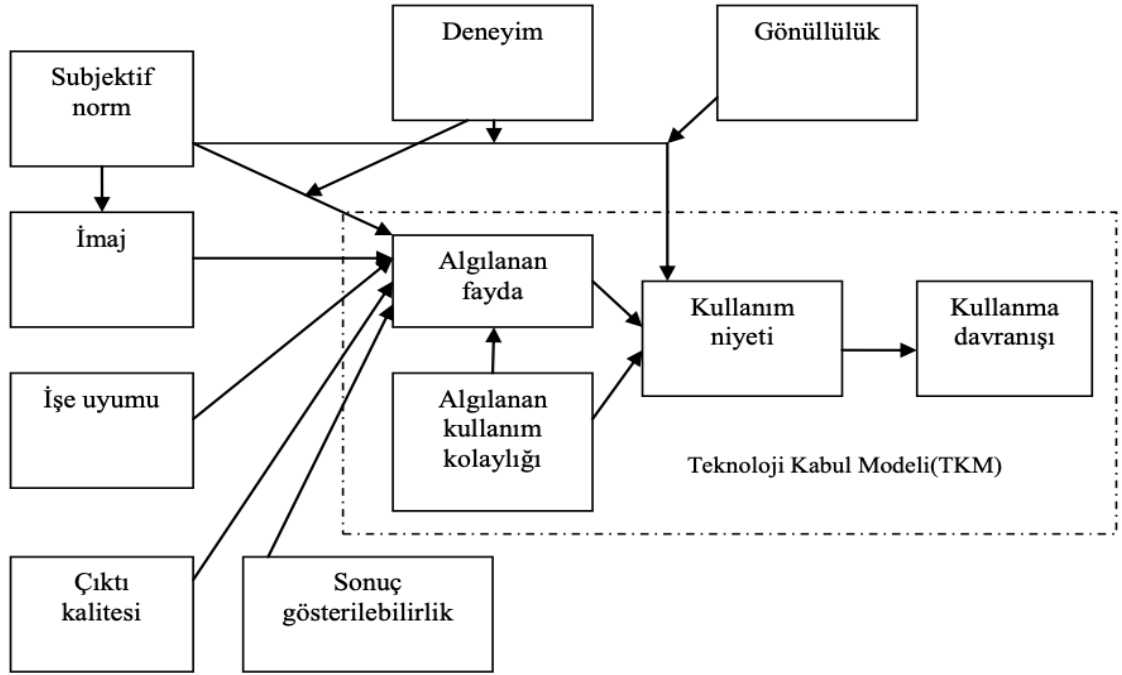 Deneyim
Gönüllülük
Subjektif
norm
İmaj
Algılanan
fayda
Kullanım
niyeti
Kullanma
davranışı
İşe uyumu
Algılanan
kullanım
kolaylığı
Teknoloji Kabul Modeli(TKM)
Çıktı
kalitesi
Sonuç
gösterilebilirlik